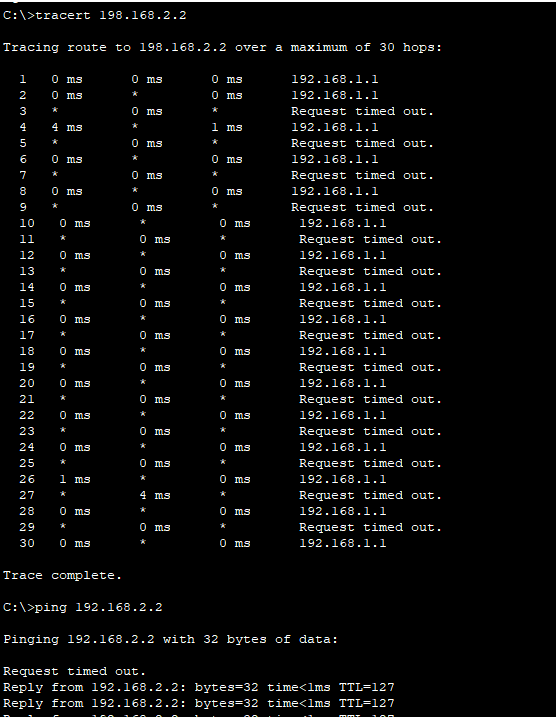 C:\>tracert 198.168.2.2
Tracing route to 198.168.2.2 over a maximum of 30 hops:
1 0 ms 0 ms 0 ms 192.168.1.1
2 0 ms * 0 ms 192.168.1.1
3 * 0 ms * Request timed out.
4 4 ms * 1 ms 192.168.1.1
5 * 0 ms * Request timed out.
6 0 ms * 0 ms 192.168.1.1
7 * 0 ms * Request timed out.
8 0 ms * 0 ms 192.168.1.1
9 * 0 ms * Request timed out.
10 0 ms * 0 ms 192.168.1.1
11 * 0 ms * Request timed out.
12 0 ms * 0 ms 192.168.1.1
13 * 0 ms * Request timed out.
14 0 ms * 0 ms 192.168.1.1
15 * 0 ms * Request timed out.
16 0 ms * 0 ms 192.168.1.1
17 * 0 ms * Request timed out.
18 0 ms * 0 ms 192.168.1.1
19 * 0 ms * Request timed out.
20 0 ms * 0 ms 192.168.1.1
21 * 0 ms * Request timed out.
22 0 ms * 0 ms 192.168.1.1
23 * 0 ms * Request timed out.
24 0 ms * 0 ms 192.168.1.1
25 * 0 ms * Request timed out.
26 1 ms * 0 ms 192.168.1.1
27 * 4 ms * Request timed out.
28 0 ms * 0 ms 192.168.1.1
29 * 0 ms * Request timed out.
30 0 ms * 0 ms 192.168.1.1
Trace complete.
C:\>ping 192.168.2.2
Pinging 192.168.2.2 with 32 bytes of data:
Request timed out.
Reply from 192.168.2.2: bytes=32 time<1ms TTL=127
Reply from 192.168.2.2: bytes=32 time<1ms TTL=127